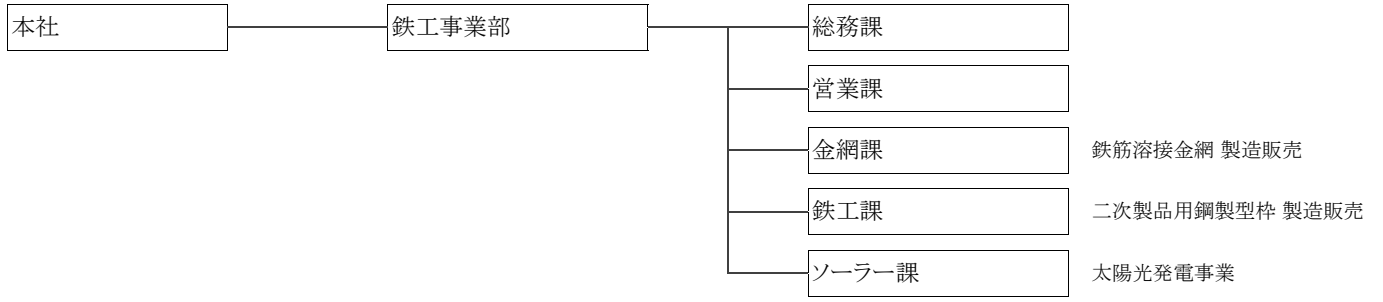 本社
鉄工事業部
総務課
営業課
金網課
鉄筋溶接金網 製造販売
鉄工課
二次製品用鋼製型枠 製造販売
ソーラー課
太陽光発電事業